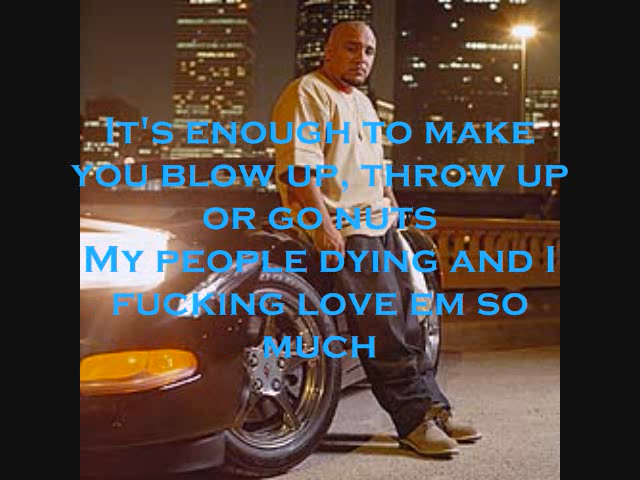 It's enough to make
you blow up, throw up
or go nuts
My people dying and I
fucking love em so
much